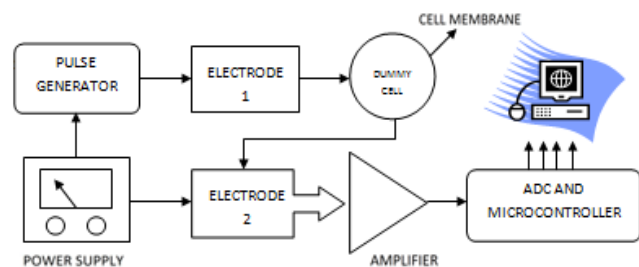 CELL MEMBRANE
PULSE
GENERATOR
ELECTRODE
1
DUMMY
CELL
ELECTRODE
2
ADC AND
MICROCONTROLLER
POWER SUPPLY
AMPLIFIER